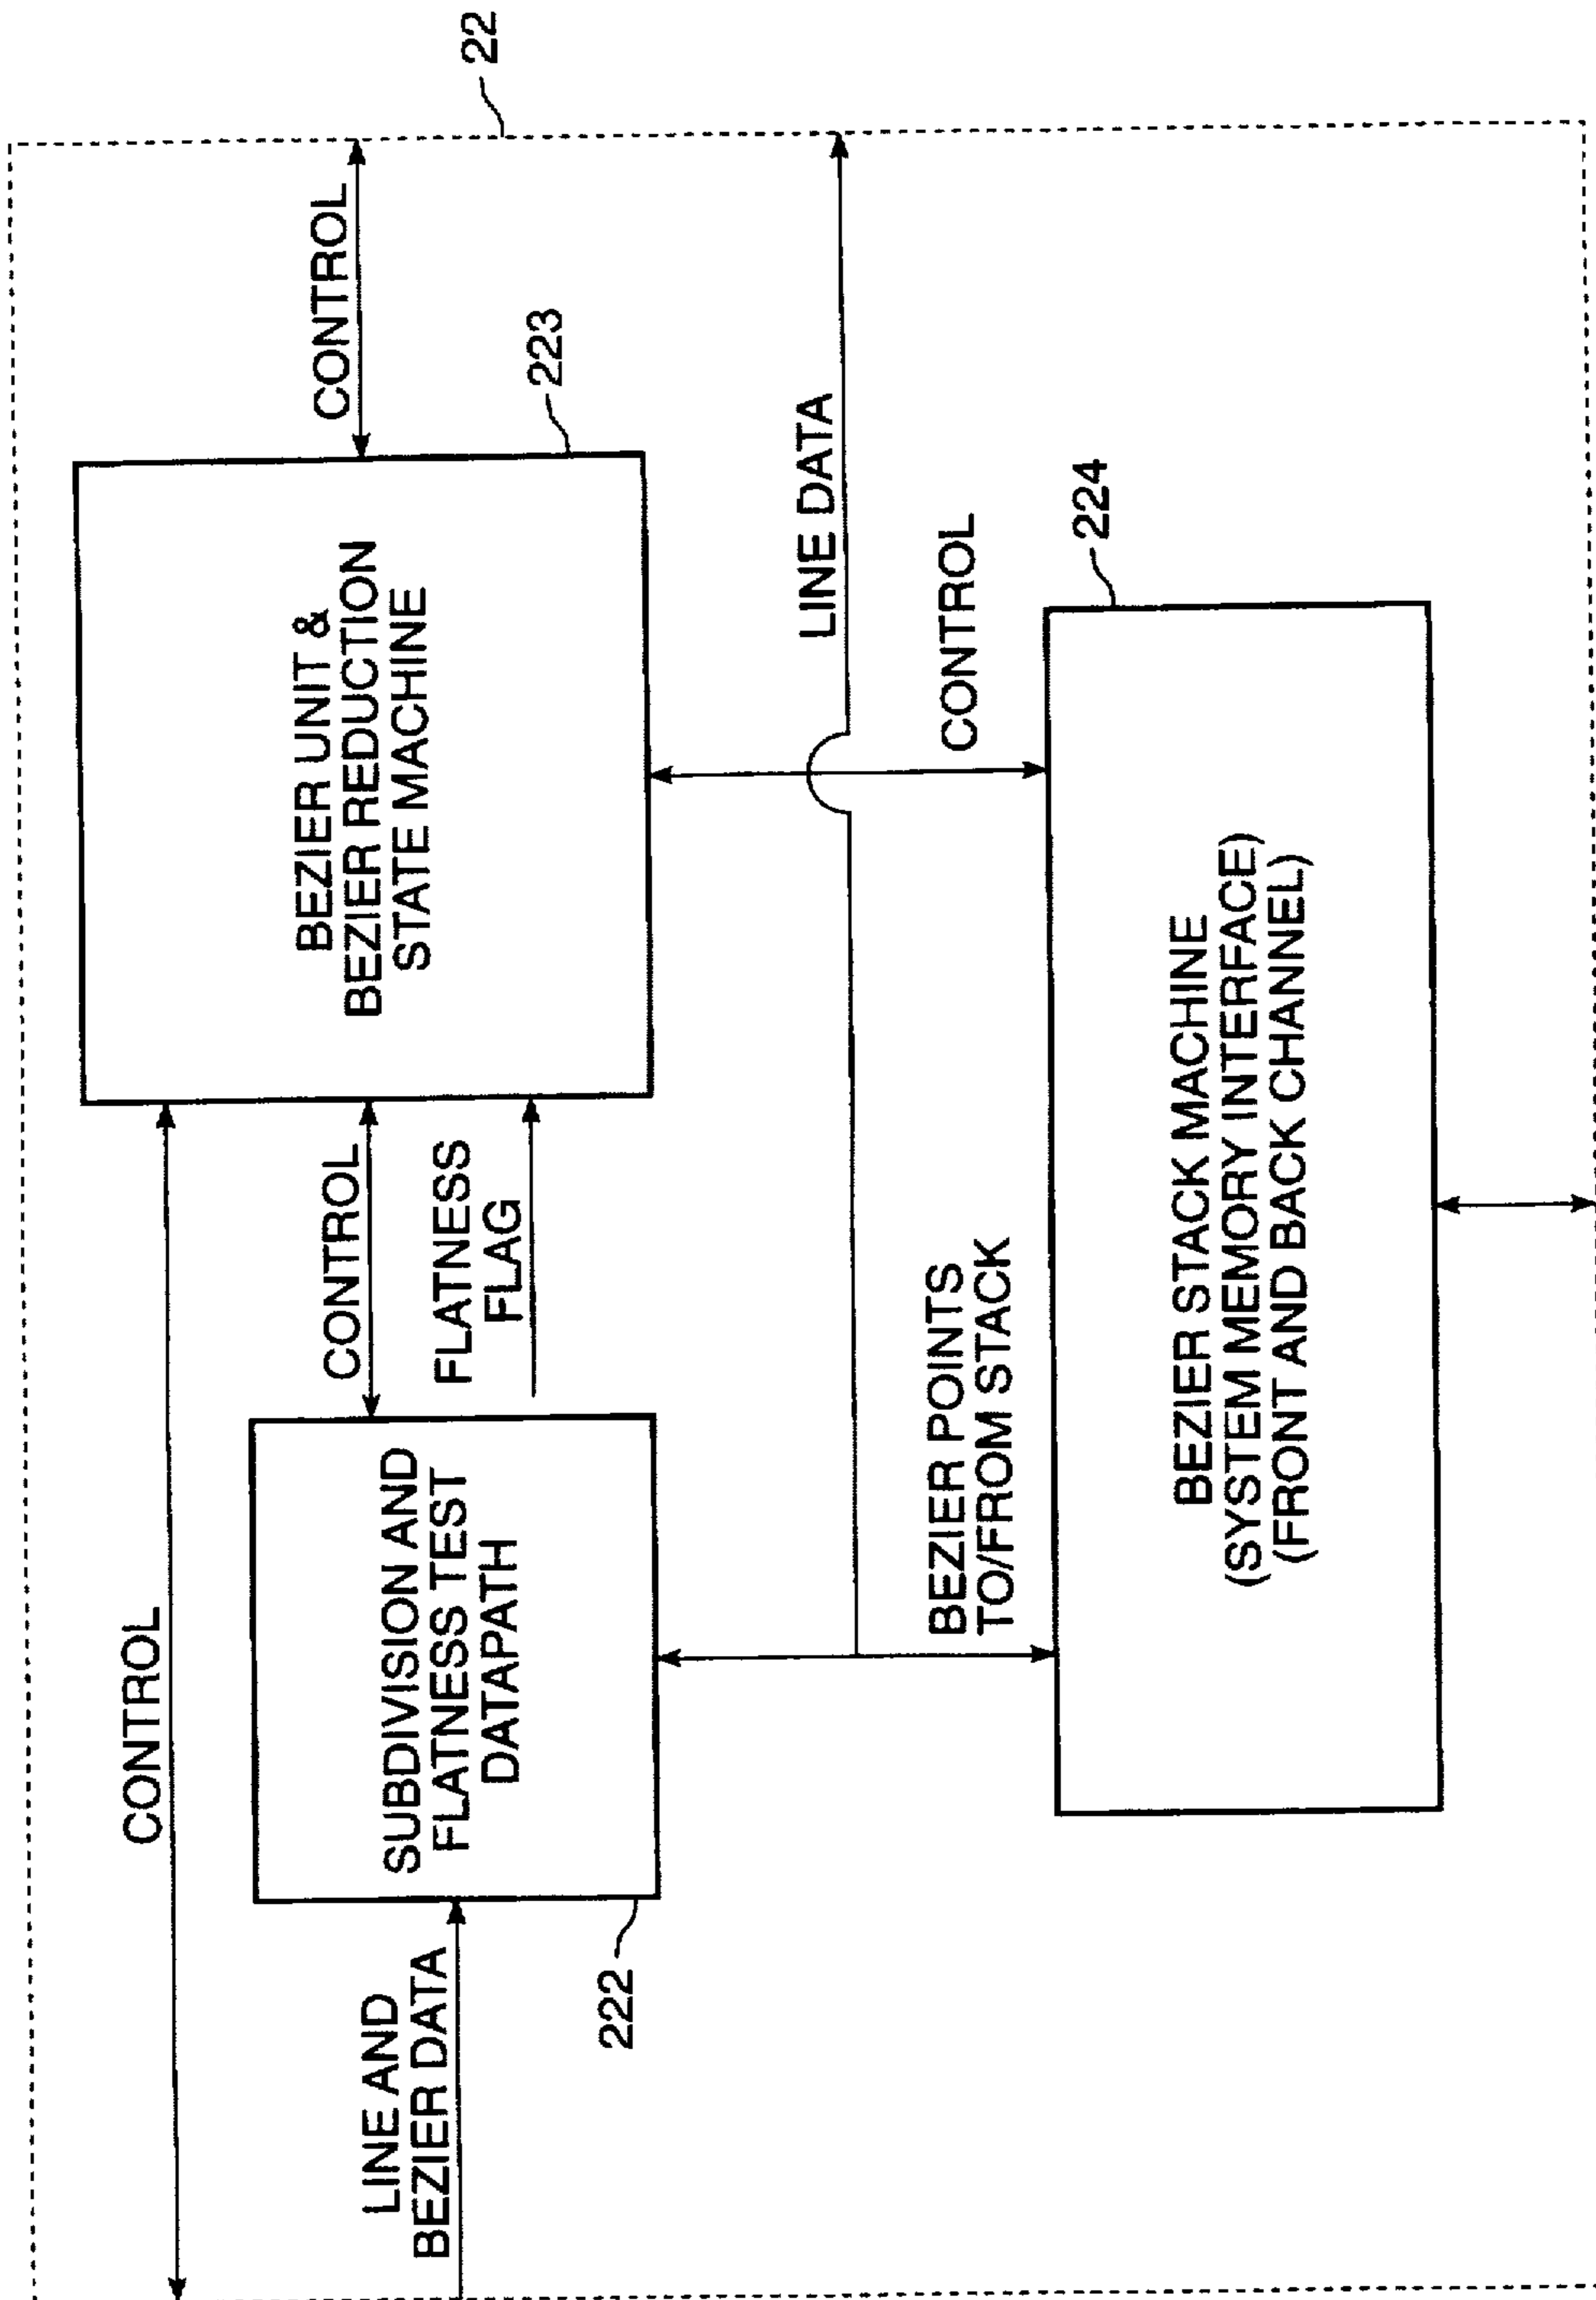 22
CONTROL
CONTROL
BEZIER UNIT &
BEZIER REDUCTION
STATE MACHINE
223
CONTROL
FLATNESS
FLAG
SUBDIVISION AND
FLATNESS TEST
DATAPATH
222
LINE AND
BEZIER DATA
LINE DATA
CONTROL
BEZIER POINTS
TO/FROM STACK
224
BEZIER STACK MACHINE
(SYSTEM MEMORY INTERFACE)
(FRONT AND BACK CHANNEL)